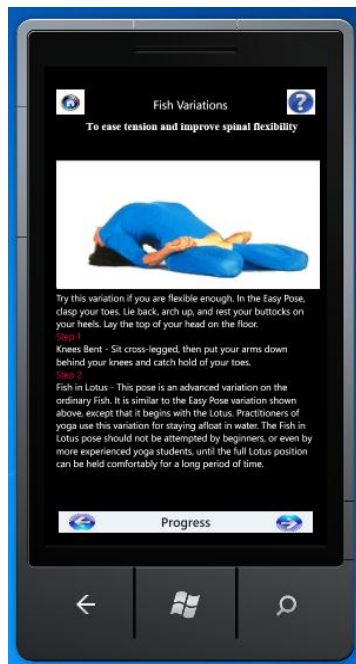 Fish Variations
?
To ease tension and improve spinal flexibility
Try this variation if you are flexible enough. In the Easy Pose,
clasp your toes. Lie back, arch up, and rest your buttocks on
your heels. Lay the top of your head on the floor.
Step 1
Knees Bent - Sit cross-legged, then put your arms down
behind your knees and catch hold of your toes.
Step 2
Fish in Lotus - This pose is an advanced variation on the
ordinary Fish. It is similar to the Easy Pose variation shown
above, except that it begins with the Lotus. Practitioners of
yoga use this variation for staying afloat in water. The Fish in
Lotus pose should not be attempted by beginners, or even by
more experienced yoga students, until the full Lotus position
can be held comfortably for a long period of time.
Progress